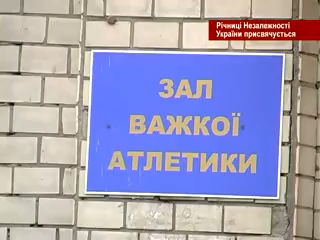 Річниці Незалежності
України присвячується
ЗАЛ
ВАЖКОЇ
АТЛЕТИКИ